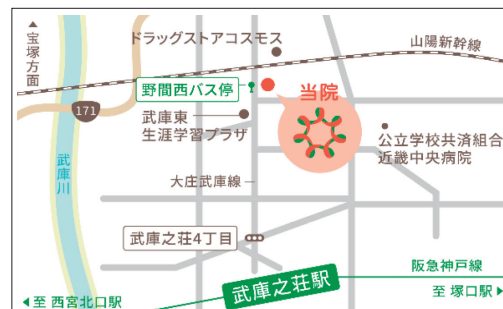 ▲宝塚方面
ドラッグストアコスモス
山陽新幹線
野間西バス停
当院
171
武庫東
生涯学習プラザ
公立学校共済組合
近畿中央病院
武庫川
大庄武庫線
武庫之荘4丁目
阪急神戸線
武庫之荘駅
◀至 西宮北口駅
至 塚口駅▶